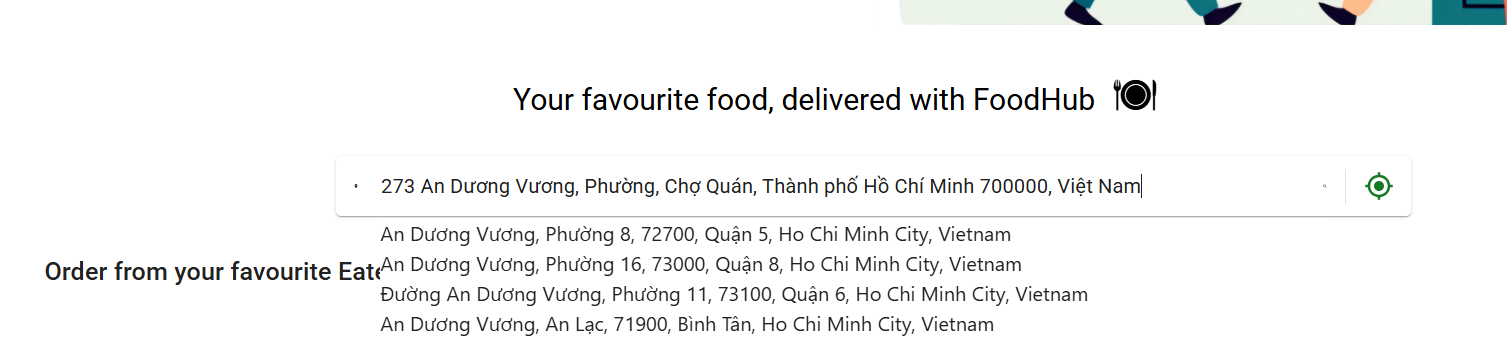 Your favourite food, delivered with FoodHub
273 An Dương Vương, Phường, Chợ Quán, Thành phố Hồ Chí Minh 700000, Việt Nam
An Dương Vương, Phường 8, 72700, Quận 5, Ho Chi Minh City, Vietnam
An Dương Vương, Phường 16, 73000, Quận 8, Ho Chi Minh City, Vietnam
Order from your favourite Eate
Đường An Dương Vương, Phường 11, 73100, Quận 6, Ho Chi Minh City, Vietnam
An Dương Vương, An Lạc, 71900, Bình Tân, Ho Chi Minh City, Vietnam